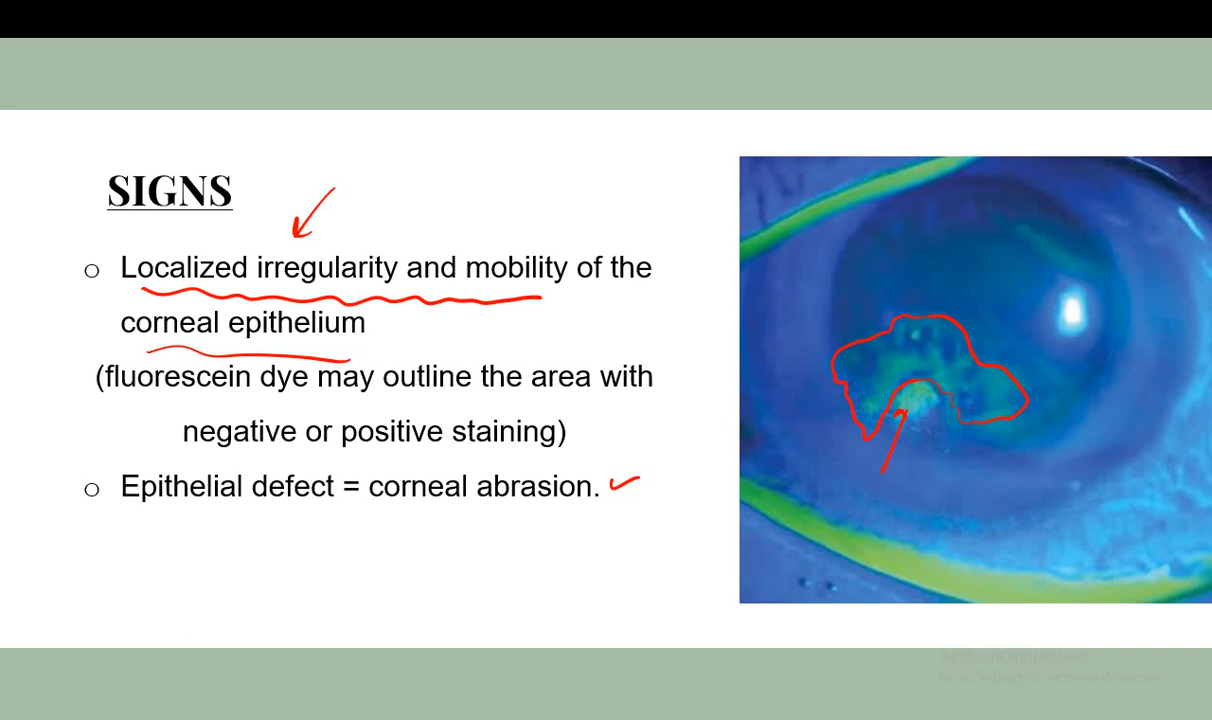 SIGNS
o Localized irregularity and mobility of the
corneal epithelium
(fluorescein dye may outline the area with
negative or positive staining)
o Epithelial defect = corneal abrasion.